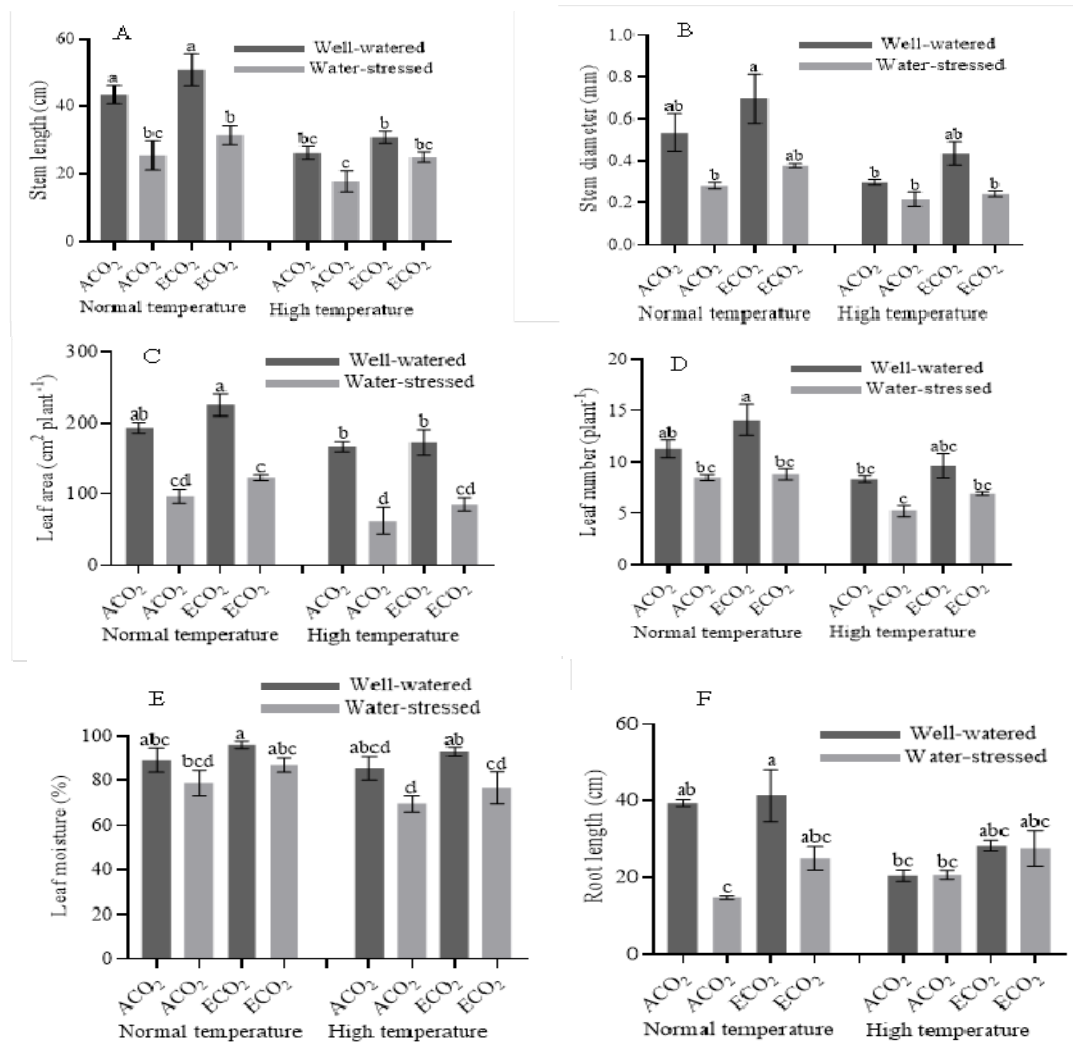 A
60
40
20
0
Stem length (cm)
Well-watered
Water-stressed
a
bc
a
b
bc
c
b
bc
ACO₂
ACO₂
ECO₂
ECO₂
ACO₂
ACO₂
ECO₂
ECO₂
Normal temperature
High temperature
B
1.0
0.8
0.6
0.4
0.2
0.0
Stem diameter (mm)
Well-watered
Water-stressed
ab
b
a
ab
b
b
ab
b
ACO₂
ACO₂
ECO₂
ECO₂
ACO₂
ACO₂
ECO₂
ECO₂
Normal temperature
High temperature
C
300
200
100
0
Leaf area (cm² plant⁻¹)
Well-watered
Water-stressed
ab
cd
a
c
b
d
b
cd
ACO₂
ACO₂
ECO₂
ECO₂
ACO₂
ACO₂
ECO₂
ECO₂
Normal temperature
High temperature
D
20
15
10
5
0
Leaf number (plant⁻¹)
Well-watered
Water-stressed
ab
bc
a
bc
bc
c
abc
bc
ACO₂
ACO₂
ECO₂
ECO₂
ACO₂
ACO₂
ECO₂
ECO₂
Normal temperature
High temperature
E
100
80
60
40
20
0
Leaf moisture (%)
Well-watered
Water-stressed
abc
bcd
a
abc
abcd
d
ab
cd
ACO₂
ACO₂
ECO₂
ECO₂
ACO₂
ACO₂
ECO₂
ECO₂
Normal temperature
High temperature
F
60
40
20
0
Root length (cm)
Well-watered
Water-stressed
ab
c
a
abc
bc
bc
abc
abc
ACO₂
ACO₂
ECO₂
ECO₂
ACO₂
ACO₂
ECO₂
ECO₂
Normal temperature
High temperature